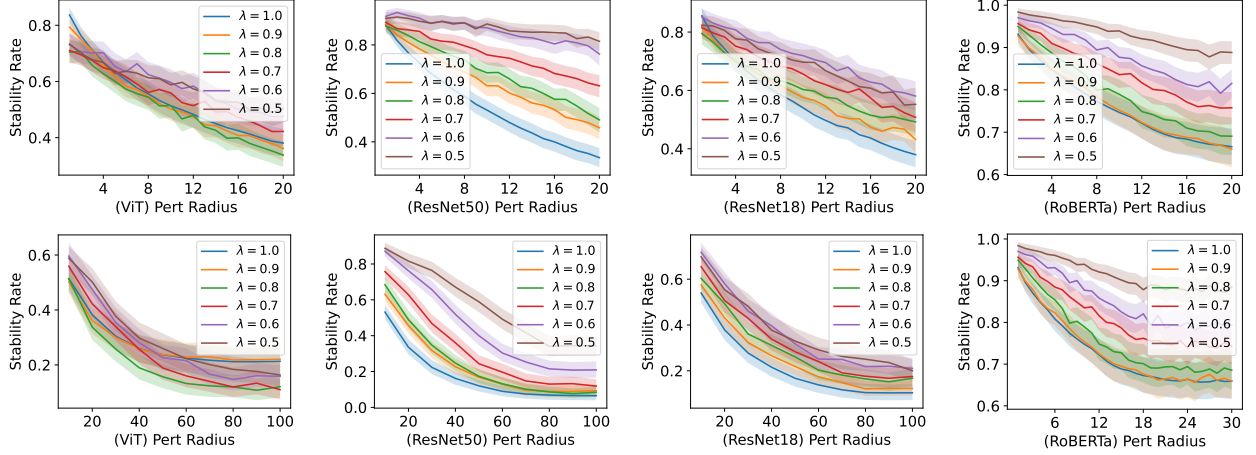 Stability Rate
0.8
0.6
0.4
4 8 12 16 20
(ViT) Pert Radius
λ = 1.0
λ = 0.9
λ = 0.8
λ = 0.7
λ = 0.6
λ = 0.5
Stability Rate
0.8
0.6
0.4
4 8 12 16 20
(ResNet50) Pert Radius
λ = 1.0
λ = 0.9
λ = 0.8
λ = 0.7
λ = 0.6
λ = 0.5
Stability Rate
0.8
0.6
0.4
4 8 12 16 20
(ResNet18) Pert Radius
λ = 1.0
λ = 0.9
λ = 0.8
λ = 0.7
λ = 0.6
λ = 0.5
Stability Rate
1.0
0.9
0.8
0.7
0.6
4 8 12 16 20
(RoBERTa) Pert Radius
λ = 1.0
λ = 0.9
λ = 0.8
λ = 0.7
λ = 0.6
λ = 0.5
Stability Rate
0.6
0.4
0.2
20 40 60 80 100
(ViT) Pert Radius
λ = 1.0
λ = 0.9
λ = 0.8
λ = 0.7
λ = 0.6
λ = 0.5
Stability Rate
0.8
0.6
0.4
0.2
0.0
20 40 60 80 100
(ResNet50) Pert Radius
λ = 1.0
λ = 0.9
λ = 0.8
λ = 0.7
λ = 0.6
λ = 0.5
Stability Rate
0.6
0.4
0.2
20 40 60 80 100
(ResNet18) Pert Radius
λ = 1.0
λ = 0.9
λ = 0.8
λ = 0.7
λ = 0.6
λ = 0.5
Stability Rate
1.0
0.9
0.8
0.7
0.6
6 12 18 24 30
(RoBERTa) Pert Radius
λ = 1.0
λ = 0.9
λ = 0.8
λ = 0.7
λ = 0.6
λ = 0.5